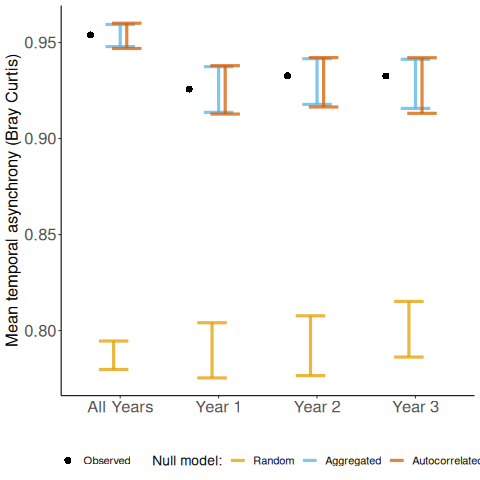 Mean temporal asynchrony (Bray Curtis)
0.95
0.90
0.85
0.80
All Years Year 1 Year 2 Year 3
Observed Null model: Random Aggregated Autocorrelated